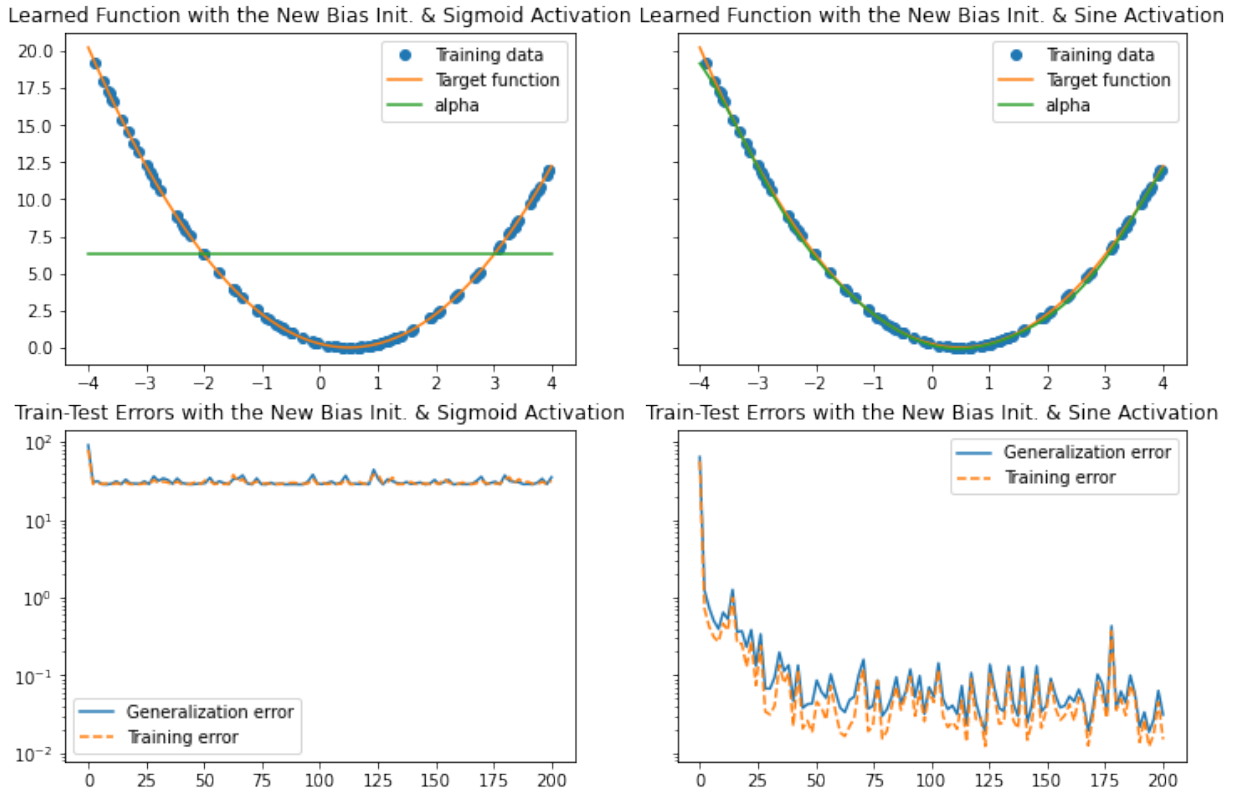 Learned Function with the New Bias Init. & Sigmoid Activation
20.0
17.5
15.0
12.5
10.0
7.5
5.0
2.5
0.0
−4 −3 −2 −1 0 1 2 3 4
Training data
Target function
alpha
Learned Function with the New Bias Init. & Sine Activation
−4 −3 −2 −1 0 1 2 3 4
Training data
Target function
alpha
Train-Test Errors with the New Bias Init. & Sigmoid Activation
10²
10¹
10⁰
10⁻¹
10⁻²
0 25 50 75 100 125 150 175 200
Generalization error
Training error
Train-Test Errors with the New Bias Init. & Sine Activation
0 25 50 75 100 125 150 175 200
Generalization error
Training error